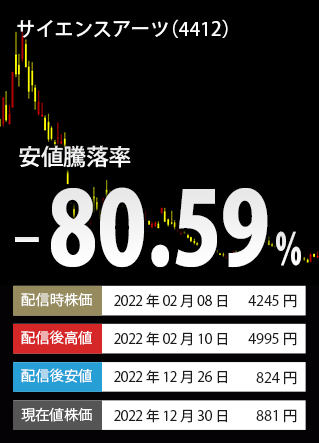 サイエンスアーツ(4412)
安値騰落率
-80.59%
配信時株価 2022年02月08日 4245円
配信後高値 2022年02月10日 4995円
配信後安値 2022年12月26日 824円
現在値株価 2022年12月30日 881円